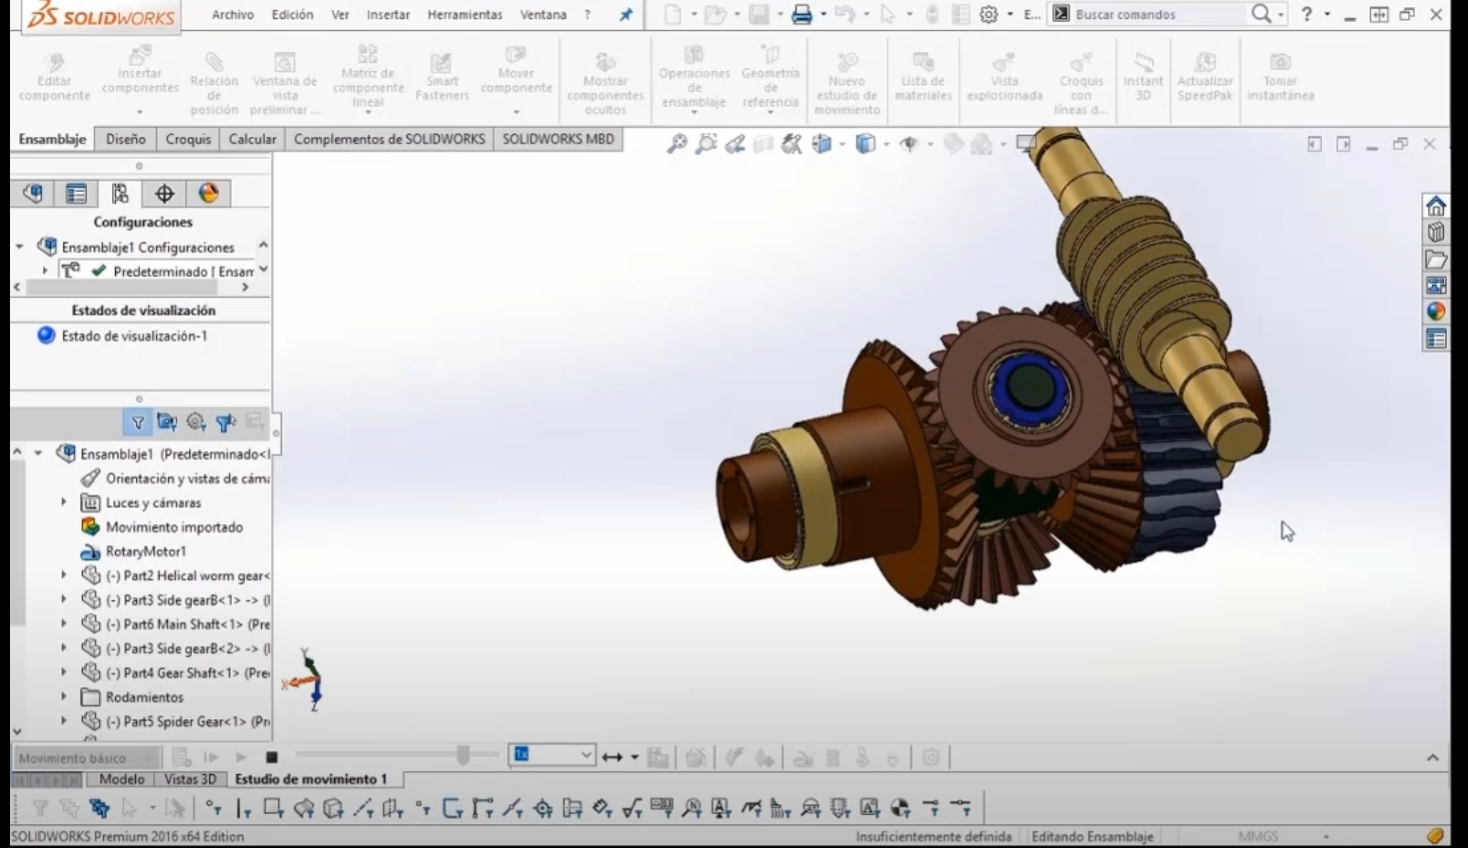 SOLIDWORKS
Archivo Edición Ver Insertar Herramientas Ventana ?
E...
Buscar comandos
?
Editar componente
Insertar componentes
Relación de posición
Ventana de vista preliminar ...
Matriz de componente lineal
Smart Fasteners
Mover componente
Mostrar componentes ocultos
Operaciones de ensamblaje
Geometría de referencia
Nuevo estudio de movimiento
Lista de materiales
Vista explosionada
Croquis con líneas d...
Instant 3D
Actualizar SpeedPak
Tomar instantánea
Ensamblaje Diseño Croquis Calcular Complementos de SOLIDWORKS SOLIDWORKS MBD
Configuraciones
Ensamblaje1 Configuraciones
Predeterminado [ Ensam
Estados de visualización
Estado de visualización-1
Ensamblaje1 (Predeterminado<
Orientación y vistas de cáma
Luces y cámaras
Movimiento importado
RotaryMotor1
(-) Part2 Helical worm gear<
(-) Part3 Side gearB<1> -> (
(-) Part6 Main Shaft<1> (Pre
(-) Part3 Side gearB<2> -> (
(-) Part4 Gear Shaft<1> (Pre
Rodamientos
(-) Part5 Spider Gear<1> (Pr
Y
X
Z
Movimiento básico
1x
Modelo Vistas 3D Estudio de movimiento 1
SOLIDWORKS Premium 2016 x64 Edition
Insuficientemente definida Editando Ensamblaje MMGS